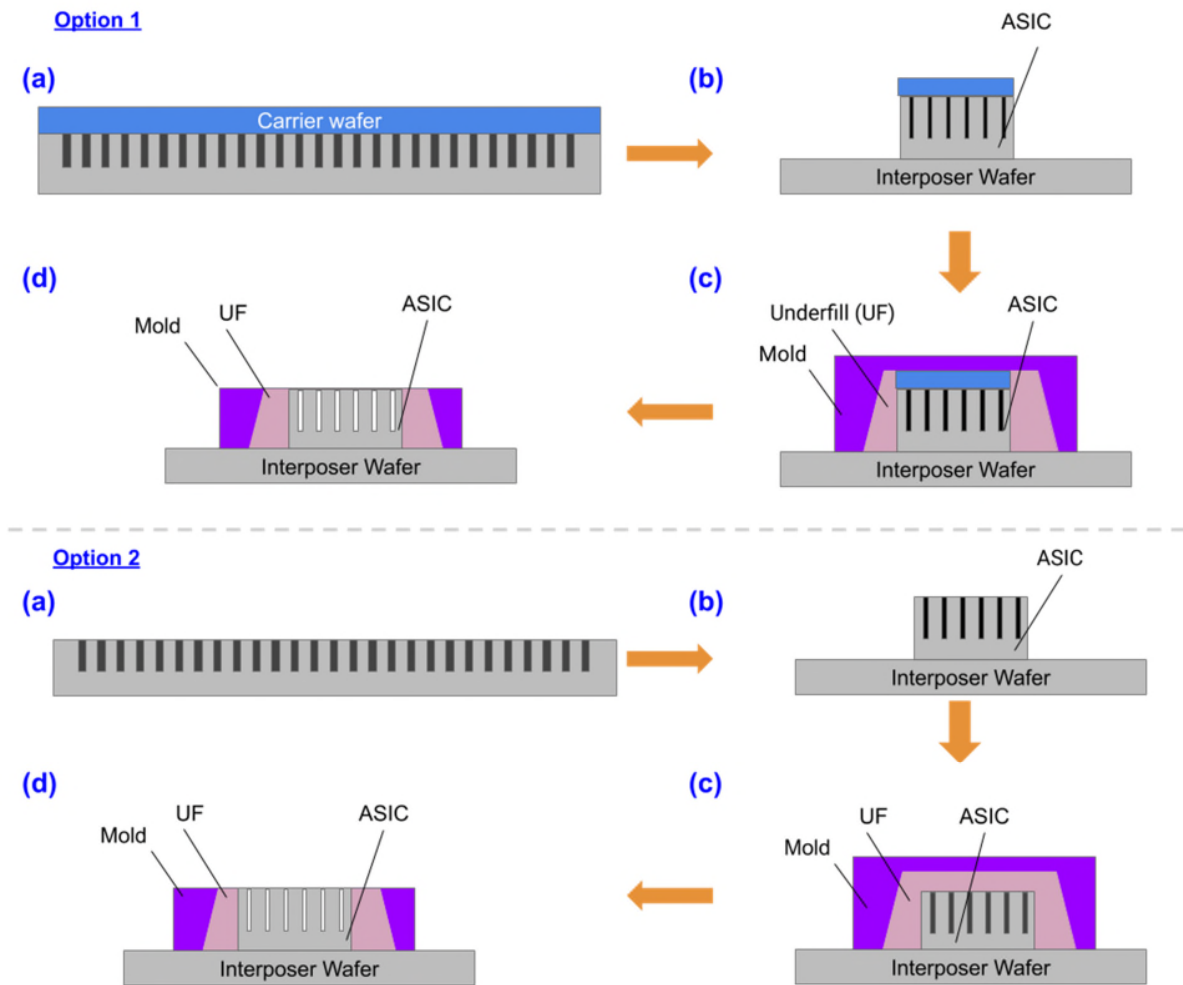 Option 1
(a)
Carrier wafer
(b)
ASIC
Interposer Wafer
(d)
Mold
UF
ASIC
Interposer Wafer
(c)
Underfill (UF)
ASIC
Mold
Interposer Wafer
Option 2
(a)
(b)
ASIC
Interposer Wafer
(d)
Mold
UF
ASIC
Interposer Wafer
(c)
UF
ASIC
Mold
Interposer Wafer